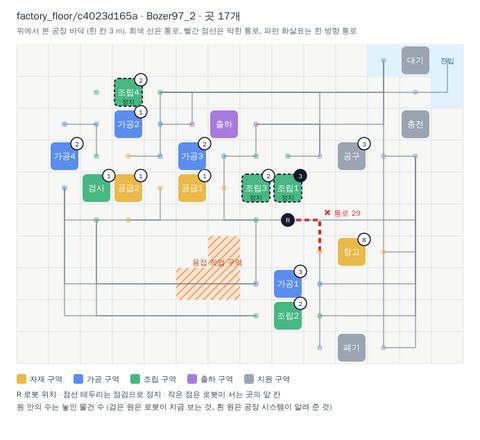 factory_floor/c4023d165a · Bozer97_2 · 곳 17개
위에서 본 공장 바닥 (한 칸 3 m). 회색 선은 통로, 빨간 점선은 막힌 통로, 파란 화살표는 한 방향 통로
대기
진입
2
조립4
정지
1
가공2
출하
충전
2
가공4
3
가공3
3
공구
1
검사
1
공급2
1
공급1
2
조립3
정지
3
조립1
정지
R
✖ 통로 29
8
창고
용접 작업 구역
3
가공1
2
조립2
폐기
자재 구역
가공 구역
조립 구역
출하 구역
지원 구역
R 로봇 위치 · 점선 테두리는 점검으로 정지 · 작은 점은 로봇이 서는 곳의 앞 칸
원 안의 수는 놓인 물건 수 (검은 원은 로봇이 지금 보는 것, 흰 원은 공장 시스템이 알려 준 것)